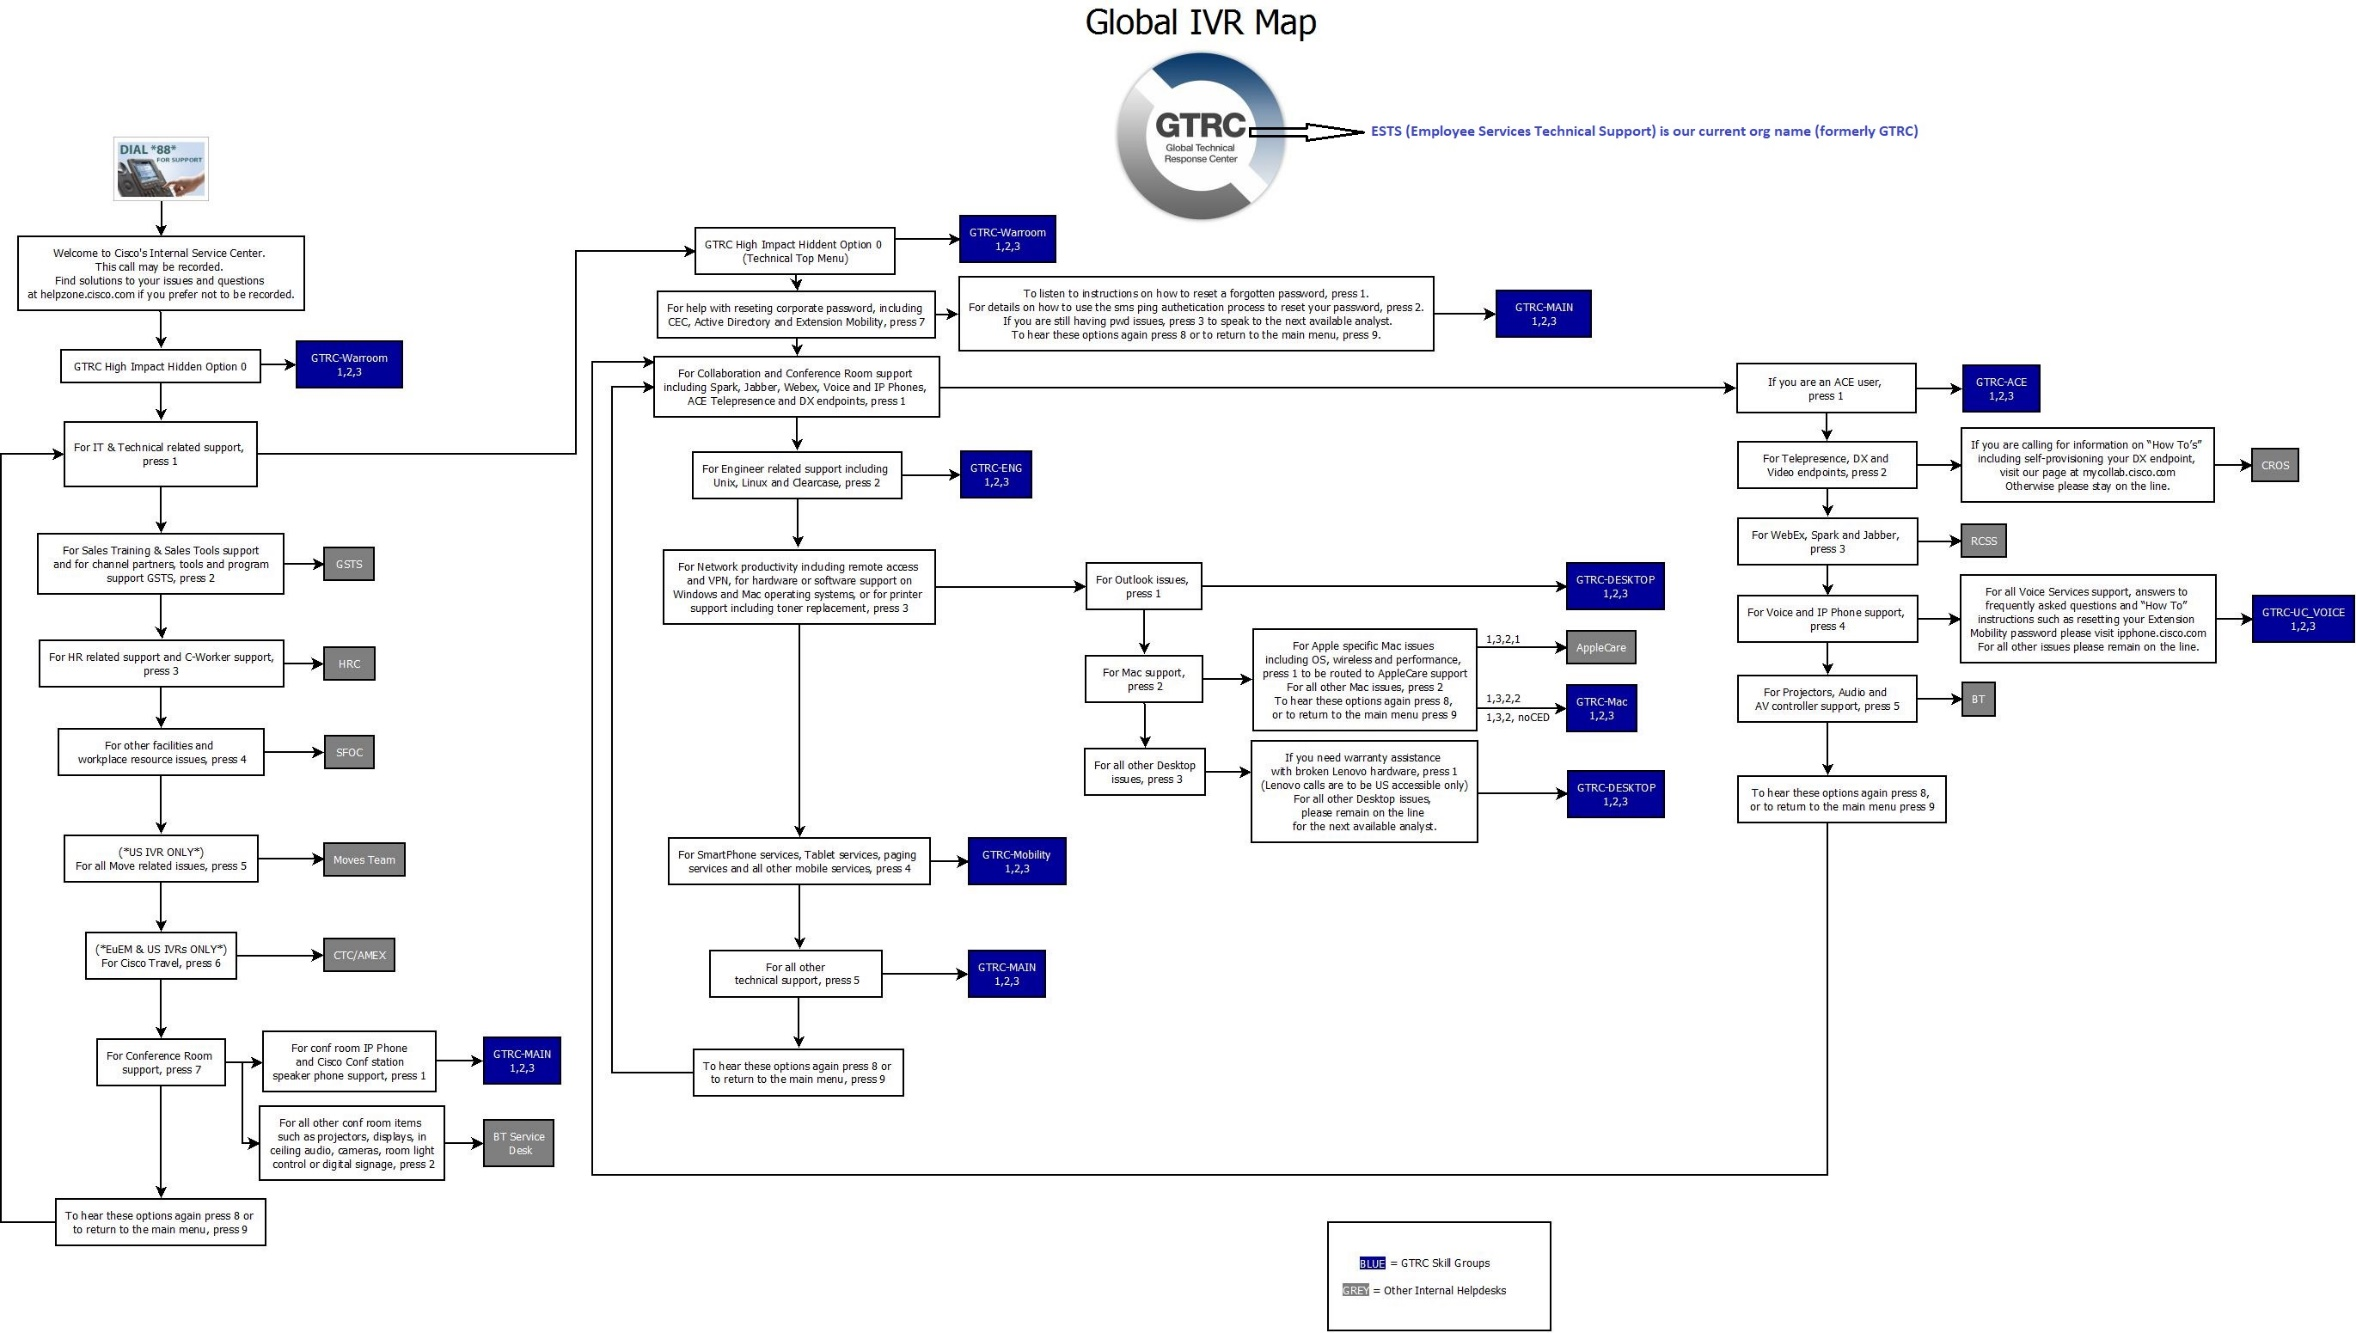 Global IVR Map
GTRC
Global Technical
Response Center
ESTS (Employee Services Technical Support) is our current org name (formerly GTRC)
DIAL *88*
FOR SUPPORT
Welcome to Cisco's Internal Service Center.
This call may be recorded.
Find solutions to your issues and questions
at helpzone.cisco.com if you prefer not to be recorded.
GTRC High Impact Hidden Option 0
GTRC-Warroom
1,2,3
For IT & Technical related support,
press 1
For Sales Training & Sales Tools support
and for channel partners, tools and program
support GSTS, press 2
GSTS
For HR related support and C-Worker support,
press 3
HRC
For other facilities and
workplace resource issues, press 4
SFOC
(*US IVR ONLY*)
For all Move related issues, press 5
Moves Team
(*EuEM & US IVRs ONLY*)
For Cisco Travel, press 6
CTC/AMEX
For Conference Room
support, press 7
For conf room IP Phone
and Cisco Conf station
speaker phone support, press 1
GTRC-MAIN
1,2,3
For all other conf room items
such as projectors, displays, in
ceiling audio, cameras, room light
control or digital signage, press 2
BT Service
Desk
To hear these options again press 8 or
to return to the main menu, press 9
GTRC High Impact Hiddent Option 0
(Technical Top Menu)
GTRC-Warroom
1,2,3
For help with reseting corporate password, including
CEC, Active Directory and Extension Mobility, press 7
To listen to instructions on how to reset a forgotten password, press 1.
For details on how to use the sms ping authetication process to reset your password, press 2.
If you are still having pwd issues, press 3 to speak to the next available analyst.
To hear these options again press 8 or to return to the main menu, press 9.
GTRC-MAIN
1,2,3
For Collaboration and Conference Room support
including Spark, Jabber, Webex, Voice and IP Phones,
ACE Telepresence and DX endpoints, press 1
For Engineer related support including
Unix, Linux and Clearcase, press 2
GTRC-ENG
1,2,3
For Network productivity including remote access
and VPN, for hardware or software support on
Windows and Mac operating systems, or for printer
support including toner replacement, press 3
For Outlook issues,
press 1
GTRC-DESKTOP
1,2,3
For Mac support,
press 2
For Apple specific Mac issues
including OS, wireless and performance,
press 1 to be routed to AppleCare support
For all other Mac issues, press 2
To hear these options again press 8,
or to return to the main menu press 9
1,3,2,1
AppleCare
1,3,2,2
1,3,2, noCED
GTRC-Mac
1,2,3
For all other Desktop
issues, press 3
If you need warranty assistance
with broken Lenovo hardware, press 1
(Lenovo calls are to be US accessible only)
For all other Desktop issues,
please remain on the line
for the next available analyst.
GTRC-DESKTOP
1,2,3
For SmartPhone services, Tablet services, paging
services and all other mobile services, press 4
GTRC-Mobility
1,2,3
For all other
technical support, press 5
GTRC-MAIN
1,2,3
To hear these options again press 8 or
to return to the main menu, press 9
If you are an ACE user,
press 1
GTRC-ACE
1,2,3
For Telepresence, DX and
Video endpoints, press 2
If you are calling for information on “How To’s”
including self-provisioning your DX endpoint,
visit our page at mycollab.cisco.com
Otherwise please stay on the line.
CROS
For WebEx, Spark and Jabber,
press 3
RCSS
For Voice and IP Phone support,
press 4
For all Voice Services support, answers to
frequently asked questions and “How To”
instructions such as resetting your Extension
Mobility password please visit ipphone.cisco.com
For all other issues please remain on the line.
GTRC-UC_VOICE
1,2,3
For Projectors, Audio and
AV controller support, press 5
BT
To hear these options again press 8,
or to return to the main menu press 9
BLUE = GTRC Skill Groups
GREY = Other Internal Helpdesks